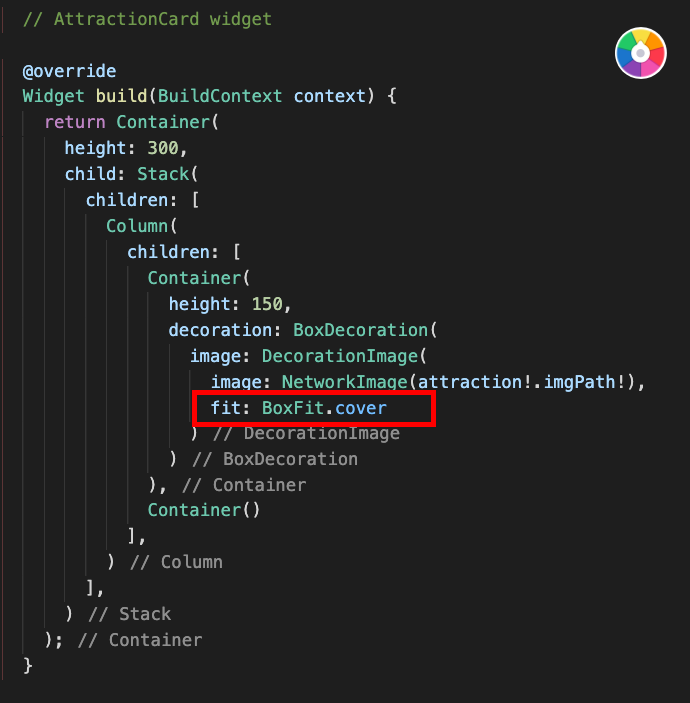 // AttractionCard widget
@override
Widget build(BuildContext context) {
return Container(
height: 300,
child: Stack(
children: [
Column(
children: [
Container(
height: 150,
decoration: BoxDecoration(
image: DecorationImage(
image: NetworkImage(attraction!.imgPath!),
fit: BoxFit.cover
) // DecorationImage
) // BoxDecoration
), // Container
Container()
],
) // Column
],
) // Stack
); // Container
}